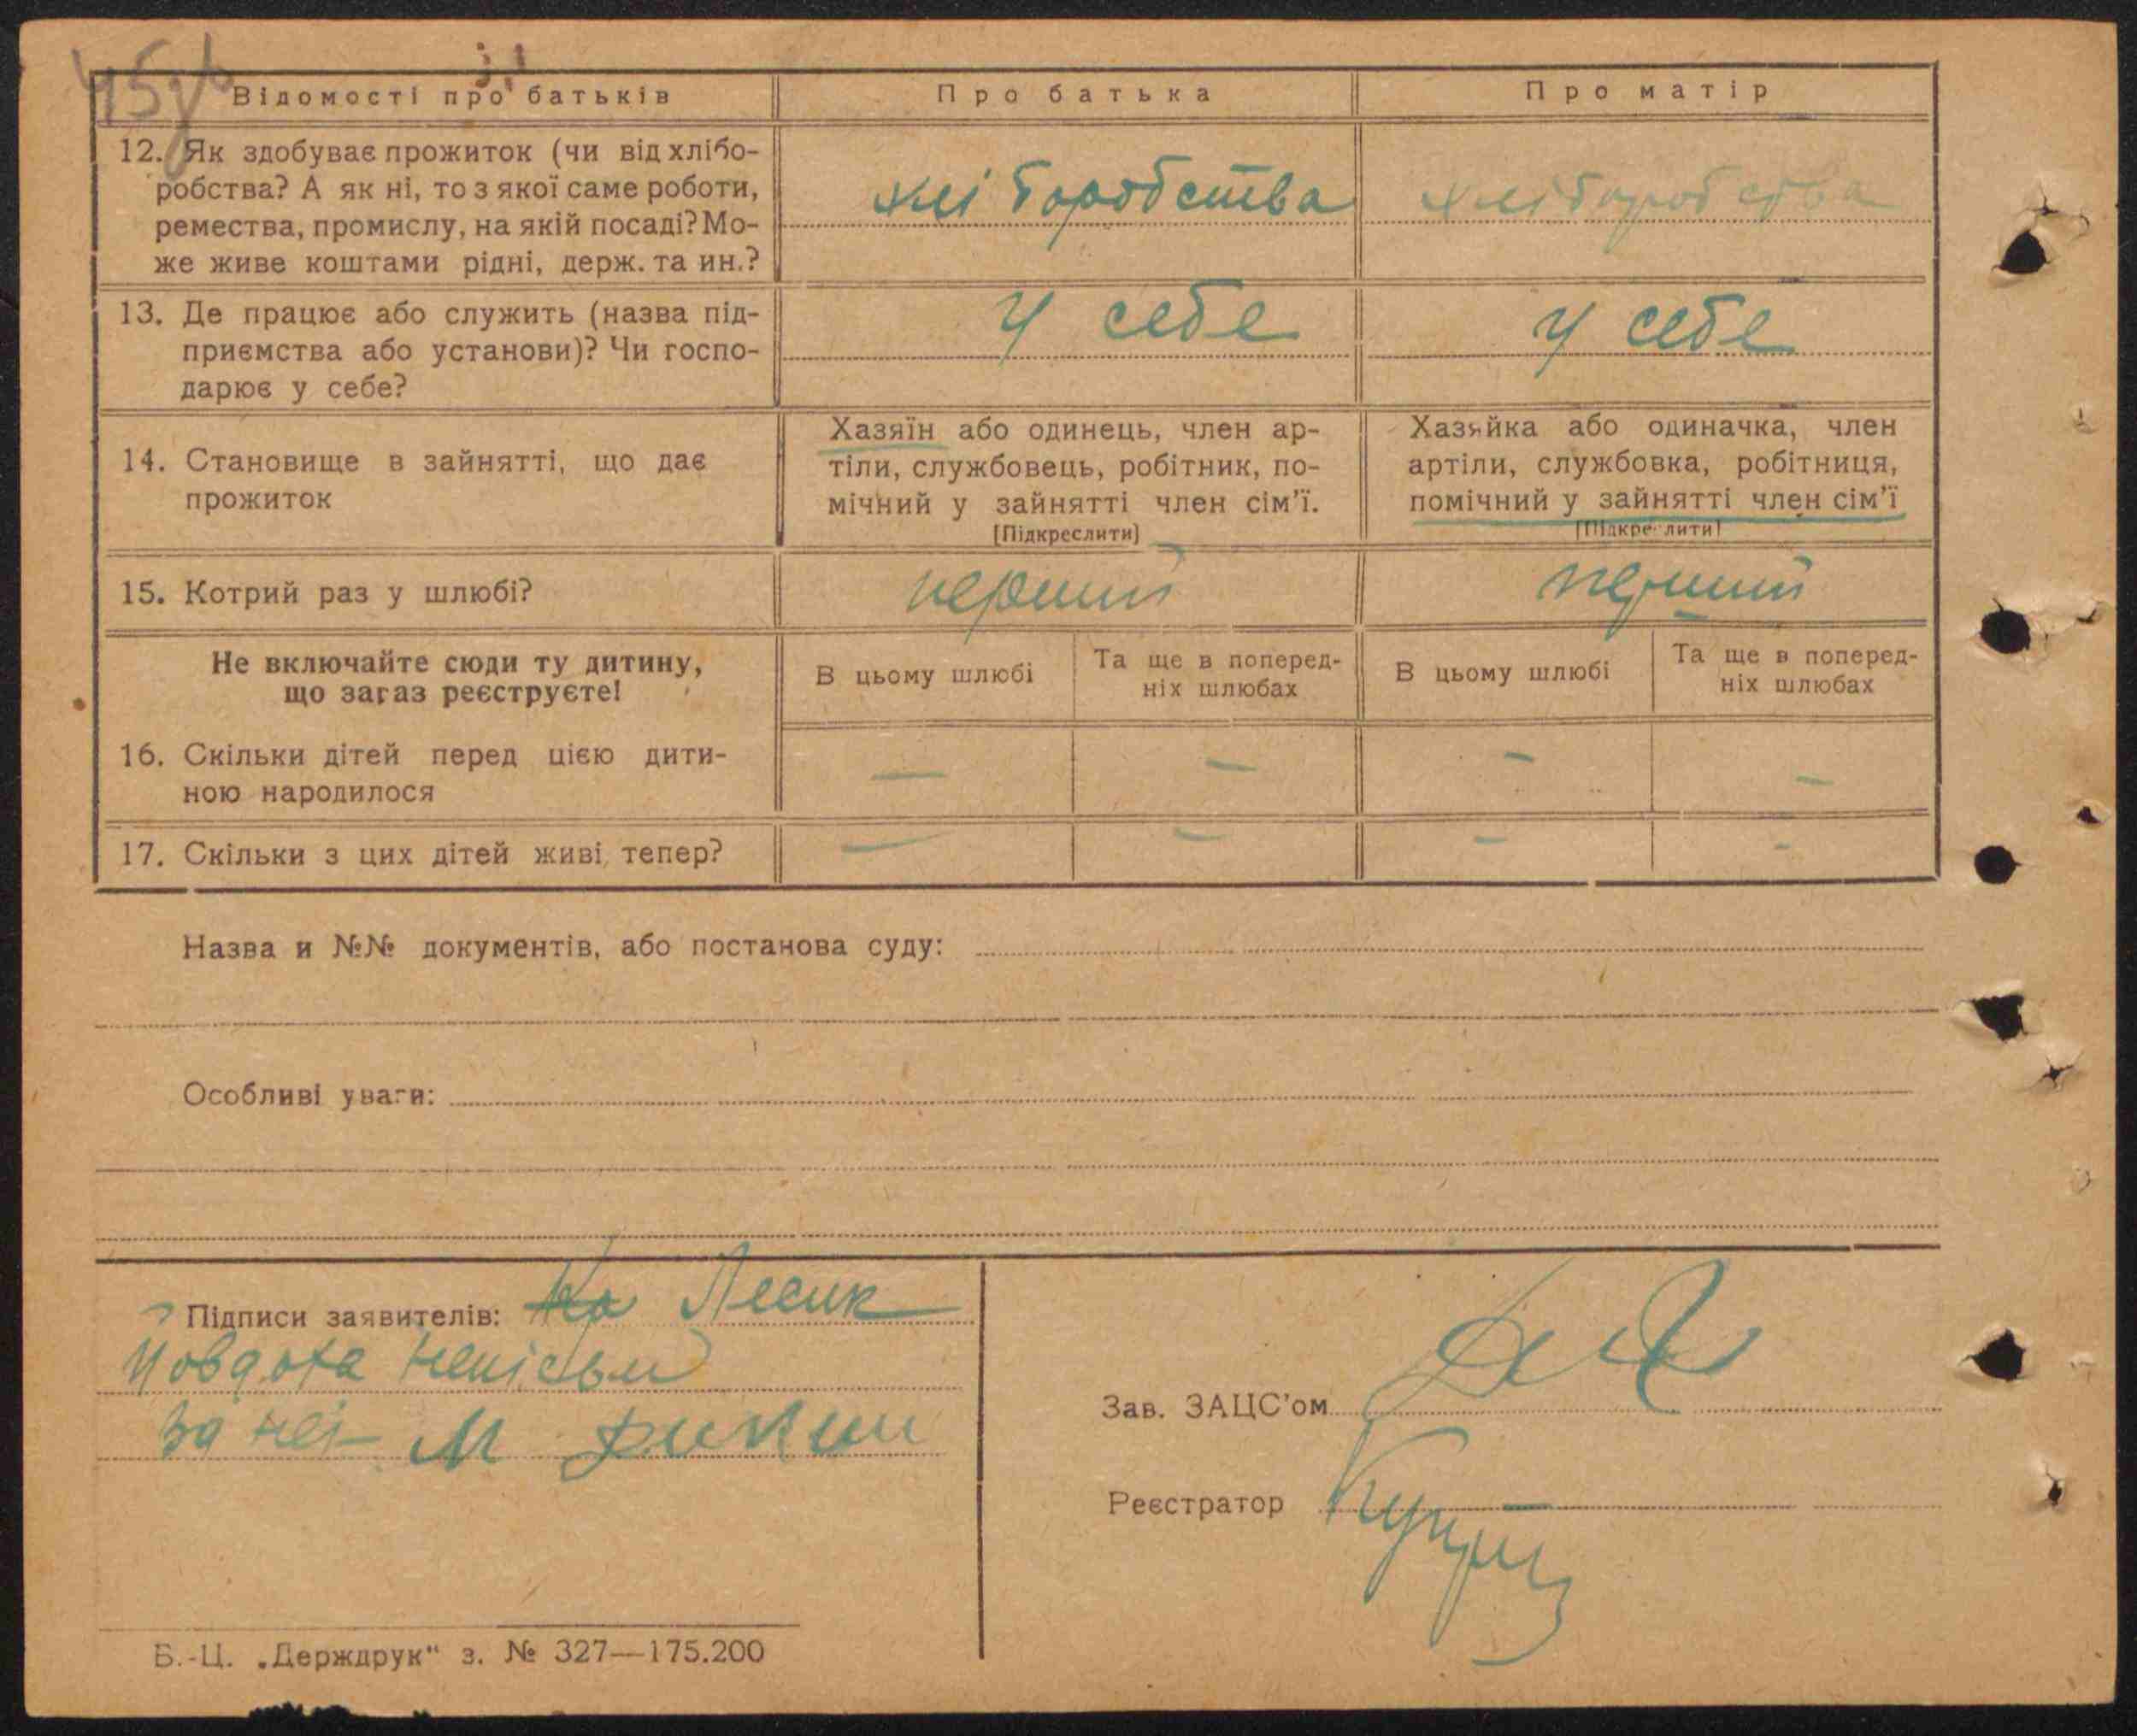 45
Відомості про батьків
Про батька
Про матір
12. Як здобуває прожиток (чи від хлібо-
робства? А як ні, то з якої саме роботи,
ремества, промислу, на якій посаді? Мо-
же живе коштами рідні, держ. та ин.?
хліборобства
хліборобства
13. Де працює або служить (назва під-
приємства або установи)? Чи госпо-
дарює у себе?
у себе
у себе
14. Становище в зайнятті, що дає
прожиток
Хазяїн або одинець, член ар-
тіли, службовець, робітник, по-
мічний у зайнятті член сім'ї.
[Підкреслити]
Хазяйка або одиначка, член
артіли, службовка, робітниця,
помічний у зайнятті член сім'ї
[Підкреслити]
15. Котрий раз у шлюбі?
перший
перший
Не включайте сюди ту дитину,
що зараз реєструєте!
В цьому шлюбі
Та ще в поперед-
ніх шлюбах
В цьому шлюбі
Та ще в поперед-
ніх шлюбах
16. Скільки дітей перед цією дити-
ною народилося
—
—
—
—
17. Скільки з цих дітей живі тепер?
—
—
—
—
Назва и №№ документів, або постанова суду:
Особливі уваги:
Підписи заявителів: Лесик
Иовдоха
за неї М
Зав. ЗАЦС'ом
Реєстратор
Б.-Ц. „Держдрук" з. № 327—175.200